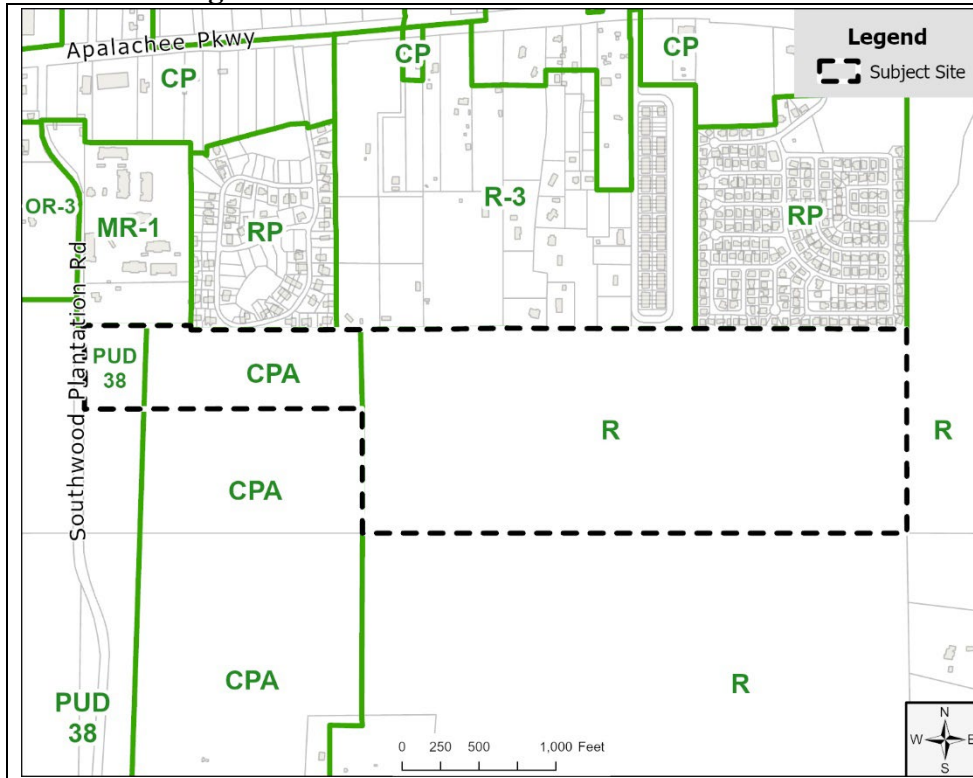 Apalachee Pkwy
CP
CP
CP
Legend
Subject Site
OR-3
MR-1
RP
R-3
RP
Southwood Plantation Rd
PUD
38
CPA
R
R
CPA
CPA
R
PUD
38
0 250 500 1,000 Feet
N
W E
S